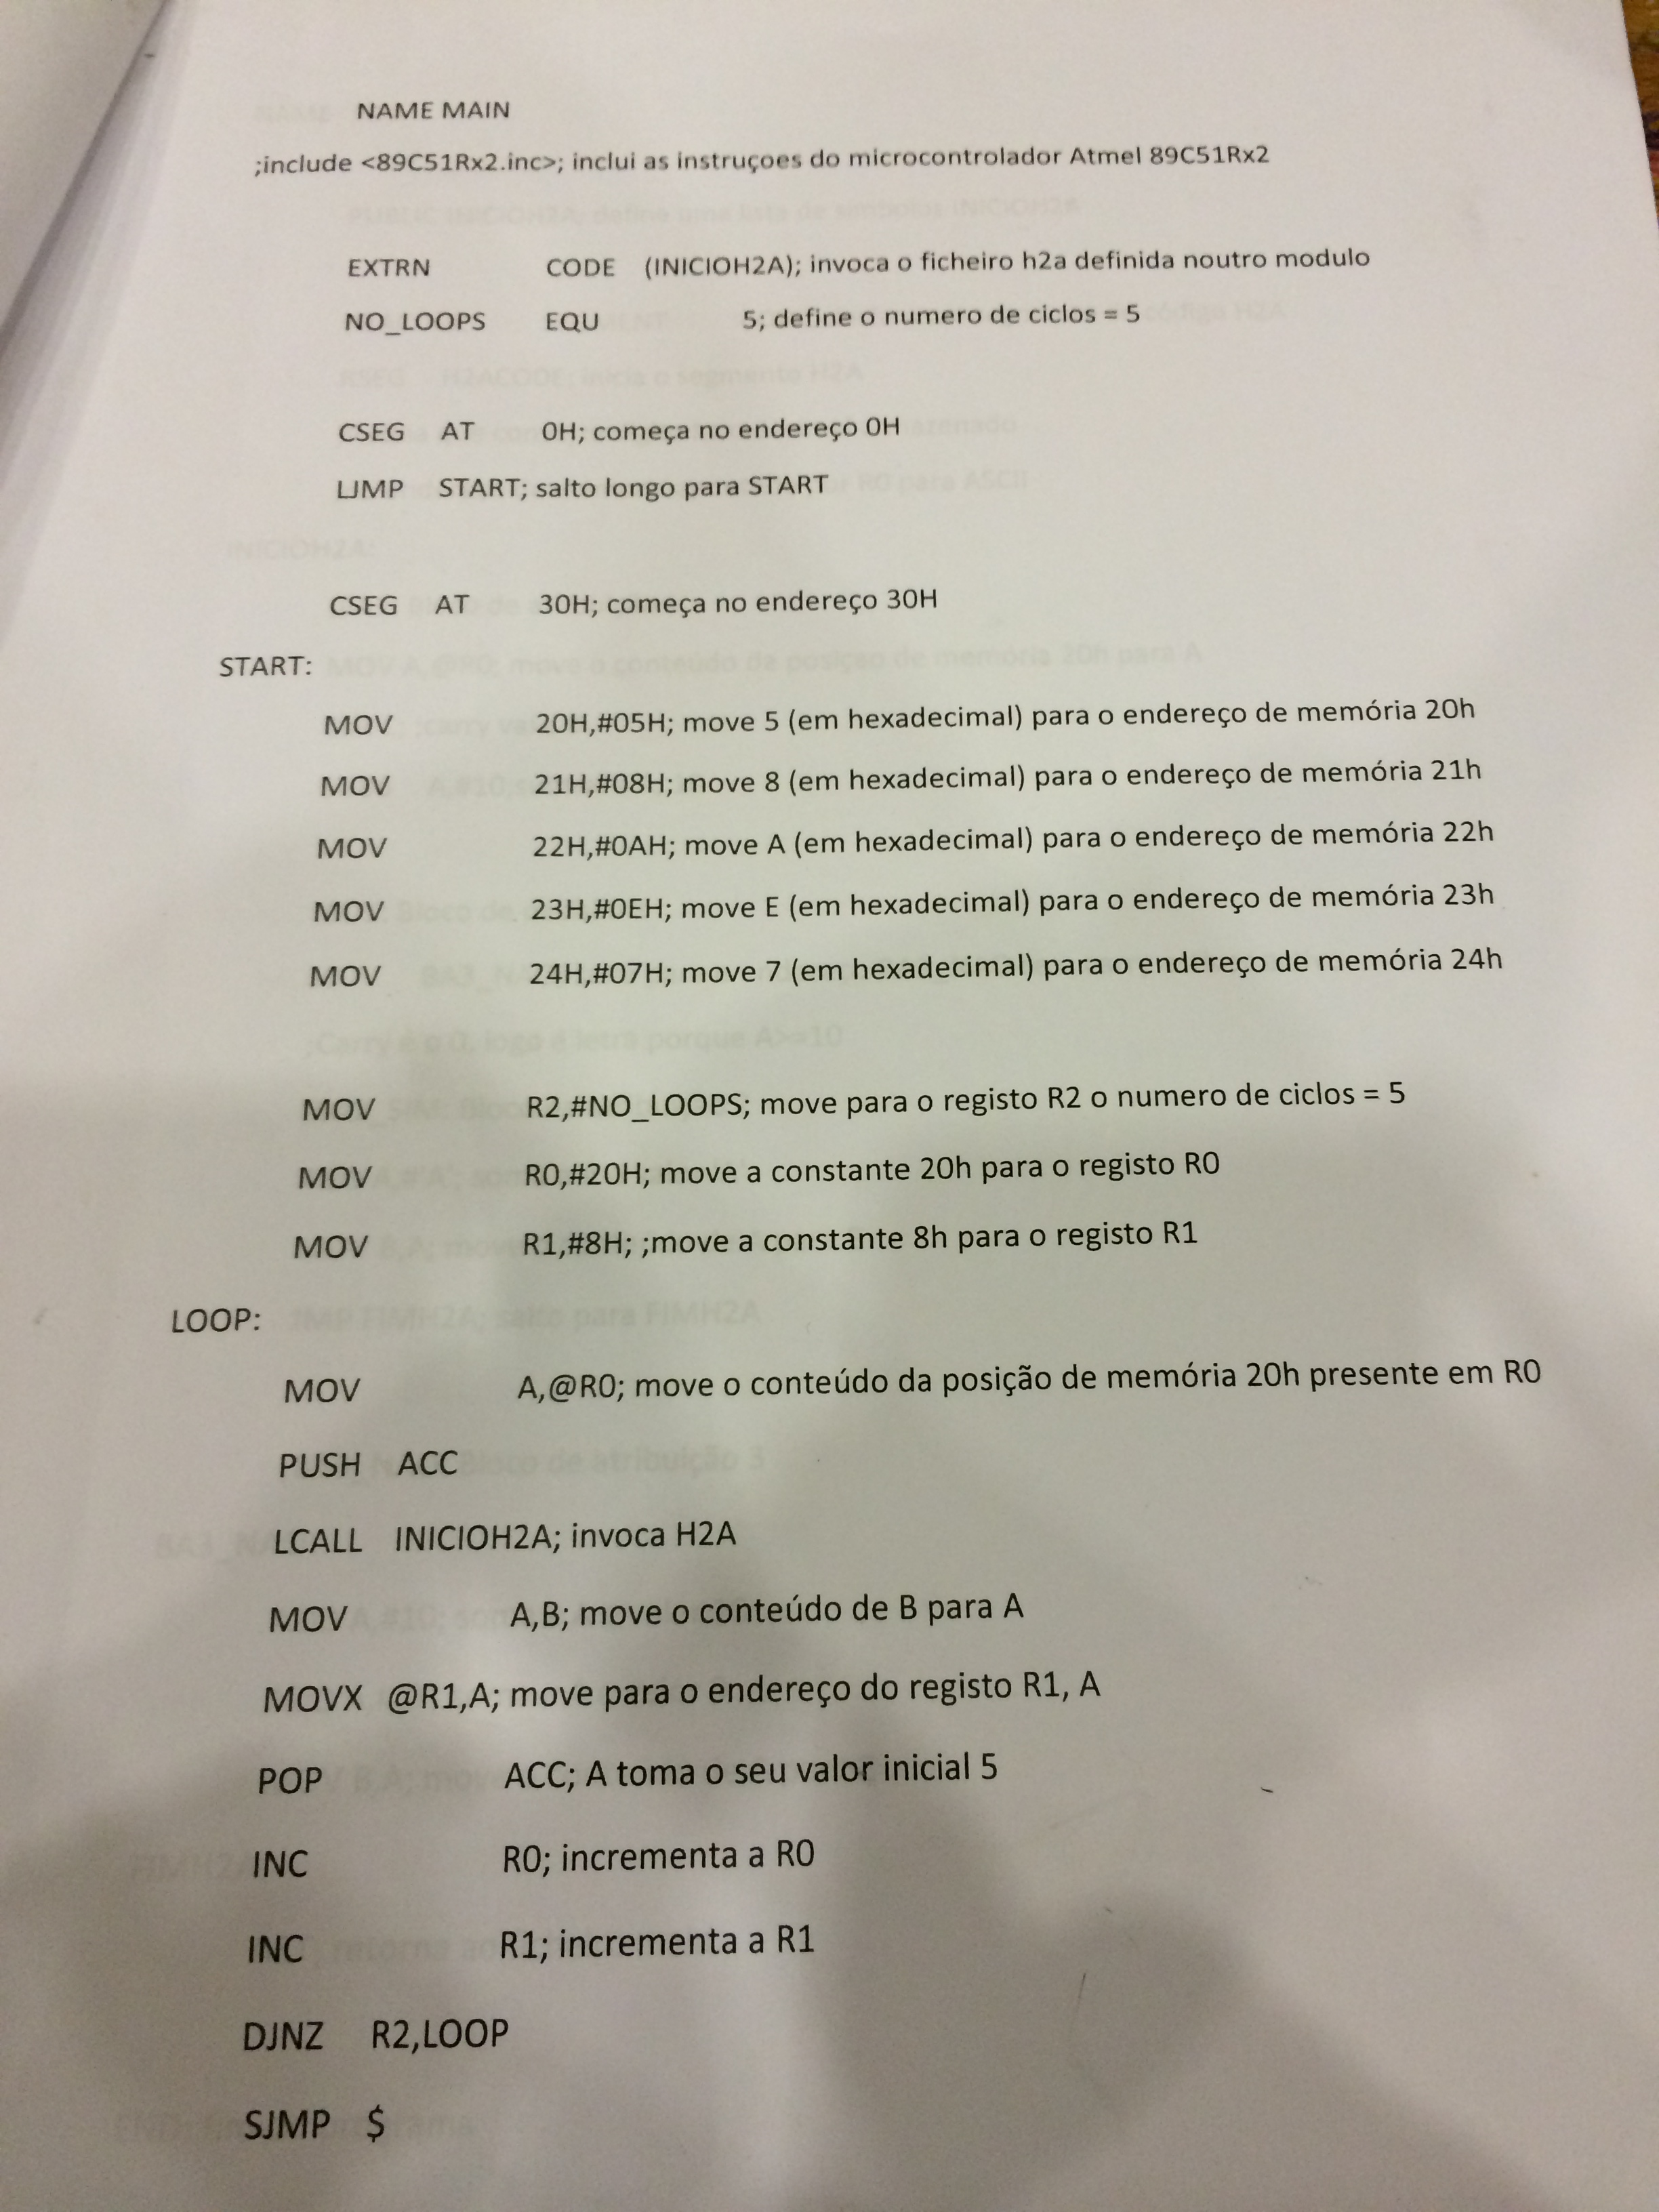 NAME MAIN
;include <89C51Rx2.inc>; inclui as instruçoes do microcontrolador Atmel 89C51Rx2
EXTRN CODE (INICIOH2A); invoca o ficheiro h2a definida noutro modulo
NO_LOOPS EQU 5; define o numero de ciclos = 5
CSEG AT 0H; começa no endereço 0H
LJMP START; salto longo para START
CSEG AT 30H; começa no endereço 30H
START:
MOV 20H,#05H; move 5 (em hexadecimal) para o endereço de memória 20h
MOV 21H,#08H; move 8 (em hexadecimal) para o endereço de memória 21h
MOV 22H,#0AH; move A (em hexadecimal) para o endereço de memória 22h
MOV 23H,#0EH; move E (em hexadecimal) para o endereço de memória 23h
MOV 24H,#07H; move 7 (em hexadecimal) para o endereço de memória 24h
MOV R2,#NO_LOOPS; move para o registo R2 o numero de ciclos = 5
MOV R0,#20H; move a constante 20h para o registo R0
MOV R1,#8H; ;move a constante 8h para o registo R1
LOOP:
MOV A,@R0; move o conteúdo da posição de memória 20h presente em R0
PUSH ACC
LCALL INICIOH2A; invoca H2A
MOV A,B; move o conteúdo de B para A
MOVX @R1,A; move para o endereço do registo R1, A
POP ACC; A toma o seu valor inicial 5
INC R0; incrementa a R0
INC R1; incrementa a R1
DJNZ R2,LOOP
SJMP $